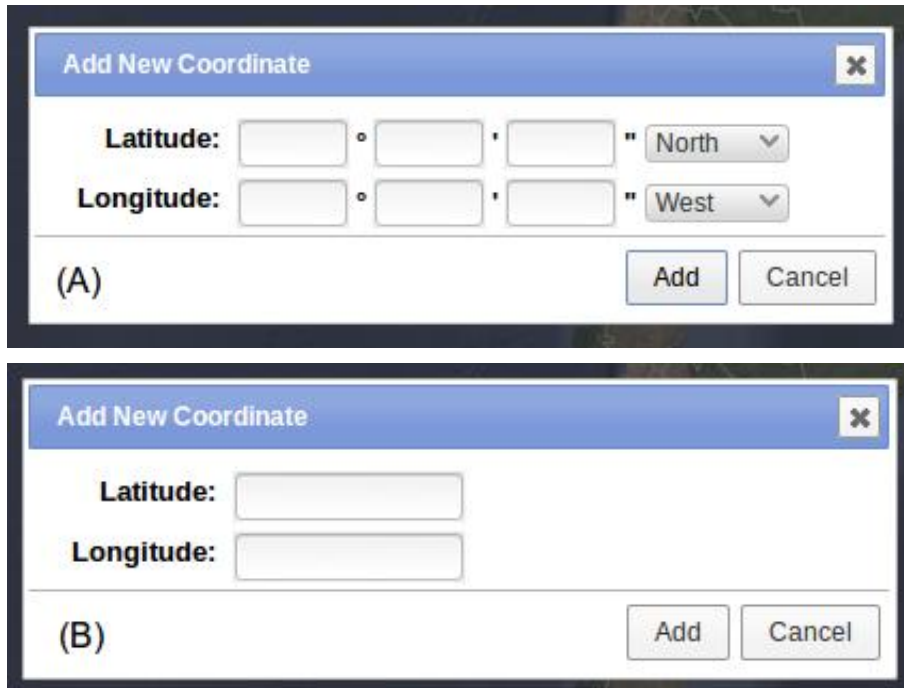 Add New Coordinate
Latitude: ° ' " North
Longitude: ° ' " West
(A) Add Cancel
Add New Coordinate
Latitude:
Longitude:
(B) Add Cancel